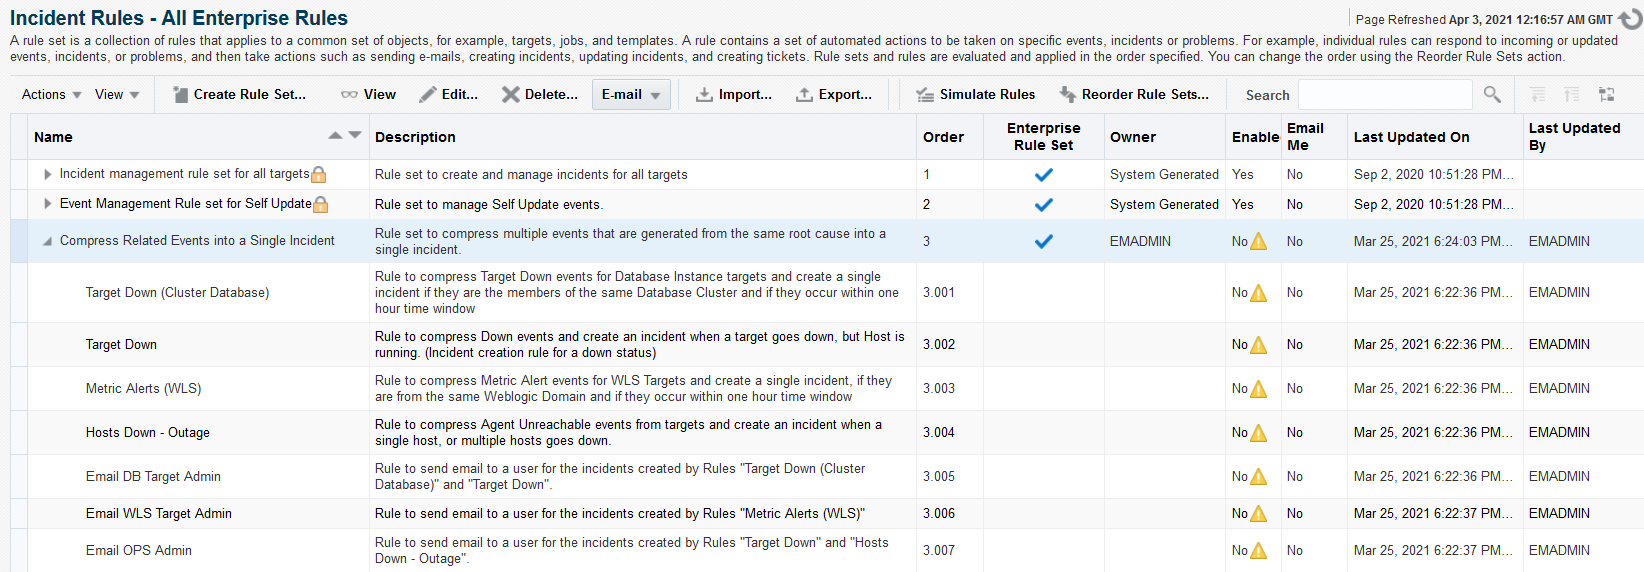 Incident Rules - All Enterprise Rules
Page Refreshed Apr 3, 2021 12:16:57 AM GMT
A rule set is a collection of rules that applies to a common set of objects, for example, targets, jobs, and templates. A rule contains a set of automated actions to be taken on specific events, incidents or problems. For example, individual rules can respond to incoming or updated
events, incidents, or problems, and then take actions such as sending e-mails, creating incidents, updating incidents, and creating tickets. Rule sets and rules are evaluated and applied in the order specified. You can change the order using the Reorder Rule Sets action.
Actions View Create Rule Set... View Edit... Delete... E-mail Import... Export... Simulate Rules Reorder Rule Sets... Search
Name Description Order Enterprise Rule Set Owner Enable Email Me Last Updated On Last Updated By
Incident management rule set for all targets Rule set to create and manage incidents for all targets 1 System Generated Yes No Sep 2, 2020 10:51:28 PM...
Event Management Rule set for Self Update Rule set to manage Self Update events. 2 System Generated Yes No Sep 2, 2020 10:51:28 PM...
Compress Related Events into a Single Incident Rule set to compress multiple events that are generated from the same root cause into a
single incident. 3 EMADMIN No No Mar 25, 2021 6:24:03 PM... EMADMIN
Target Down (Cluster Database) Rule to compress Target Down events for Database Instance targets and create a single
incident if they are the members of the same Database Cluster and if they occur within one
hour time window 3.001 No No Mar 25, 2021 6:22:36 PM... EMADMIN
Target Down Rule to compress Down events and create an incident when a target goes down, but Host is
running. (Incident creation rule for a down status) 3.002 No No Mar 25, 2021 6:22:36 PM... EMADMIN
Metric Alerts (WLS) Rule to compress Metric Alert events for WLS Targets and create a single incident, if they
are from the same Weblogic Domain and if they occur within one hour time window 3.003 No No Mar 25, 2021 6:22:36 PM... EMADMIN
Hosts Down - Outage Rule to compress Agent Unreachable events from targets and create an incident when a
single host, or multiple hosts goes down. 3.004 No No Mar 25, 2021 6:22:36 PM... EMADMIN
Email DB Target Admin Rule to send email to a user for the incidents created by Rules "Target Down (Cluster
Database)" and "Target Down". 3.005 No No Mar 25, 2021 6:22:36 PM... EMADMIN
Email WLS Target Admin Rule to send email to a user for the incidents created by Rules "Metric Alerts (WLS)" 3.006 No No Mar 25, 2021 6:22:37 PM... EMADMIN
Email OPS Admin Rule to send email to a user for the incidents created by Rules "Target Down" and "Hosts
Down - Outage". 3.007 No No Mar 25, 2021 6:22:37 PM... EMADMIN